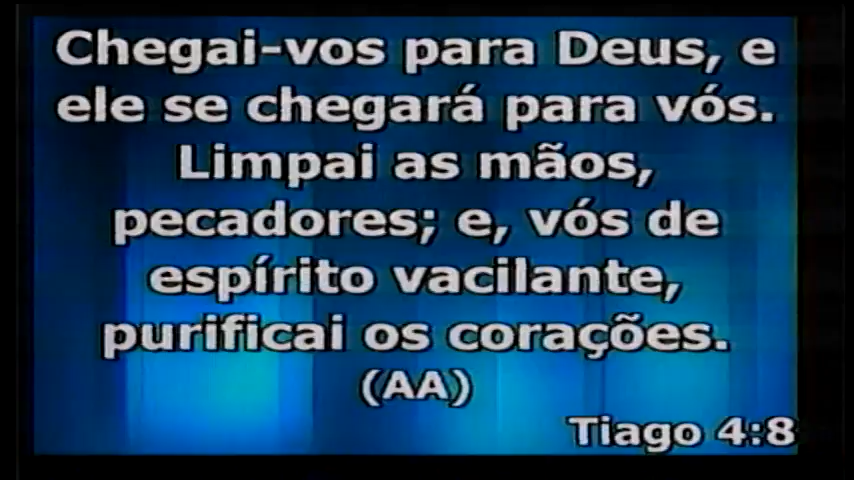 Chegai-vos para Deus, e
ele se chegará para vós.
Limpai as mãos,
pecadores; e, vós de
espírito vacilante,
purificai os corações.
(AA)
Tiago 4:8